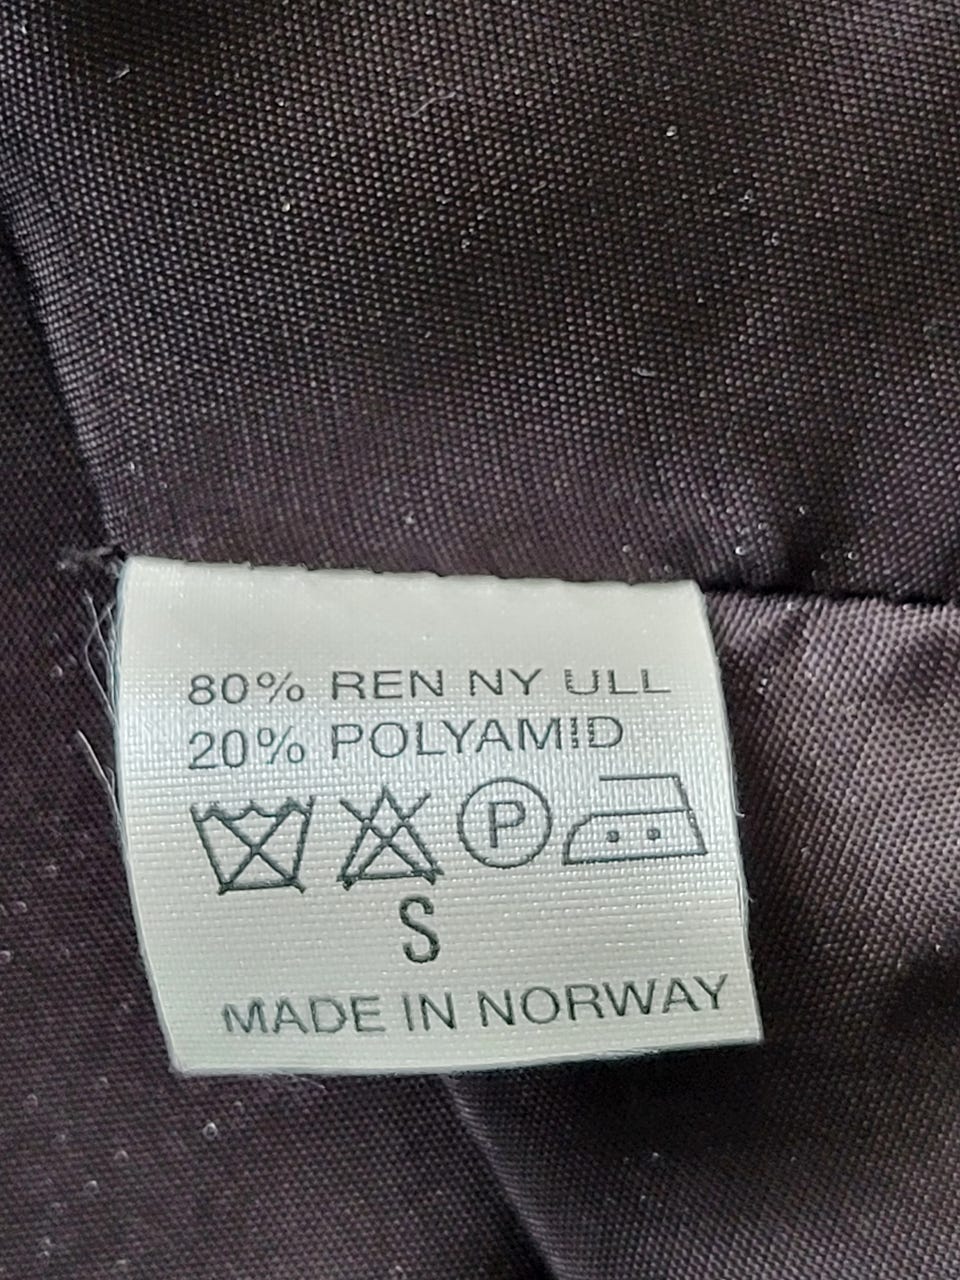 80% REN NY ULL
20% POLYAMID
P
S
MADE IN NORWAY